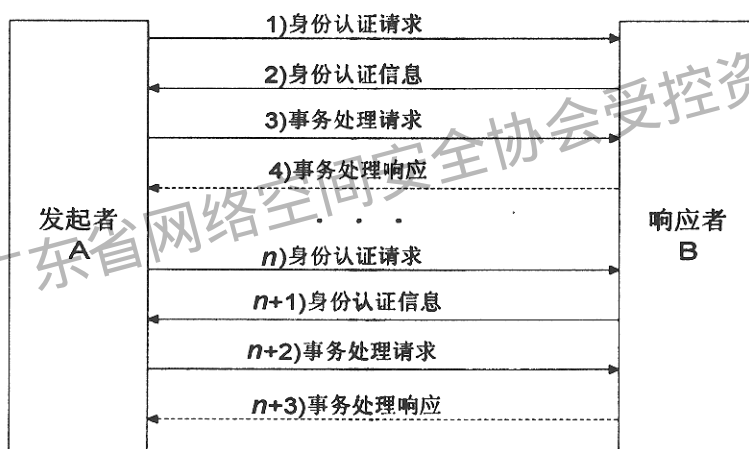 1)身份认证请求
2)身份认证信息
3)事务处理请求
4)事务处理响应
发起者
A
· · ·
响应者
B
n)身份认证请求
n+1)身份认证信息
n+2)事务处理请求
n+3)事务处理响应
东省网络空间安全协会受控资